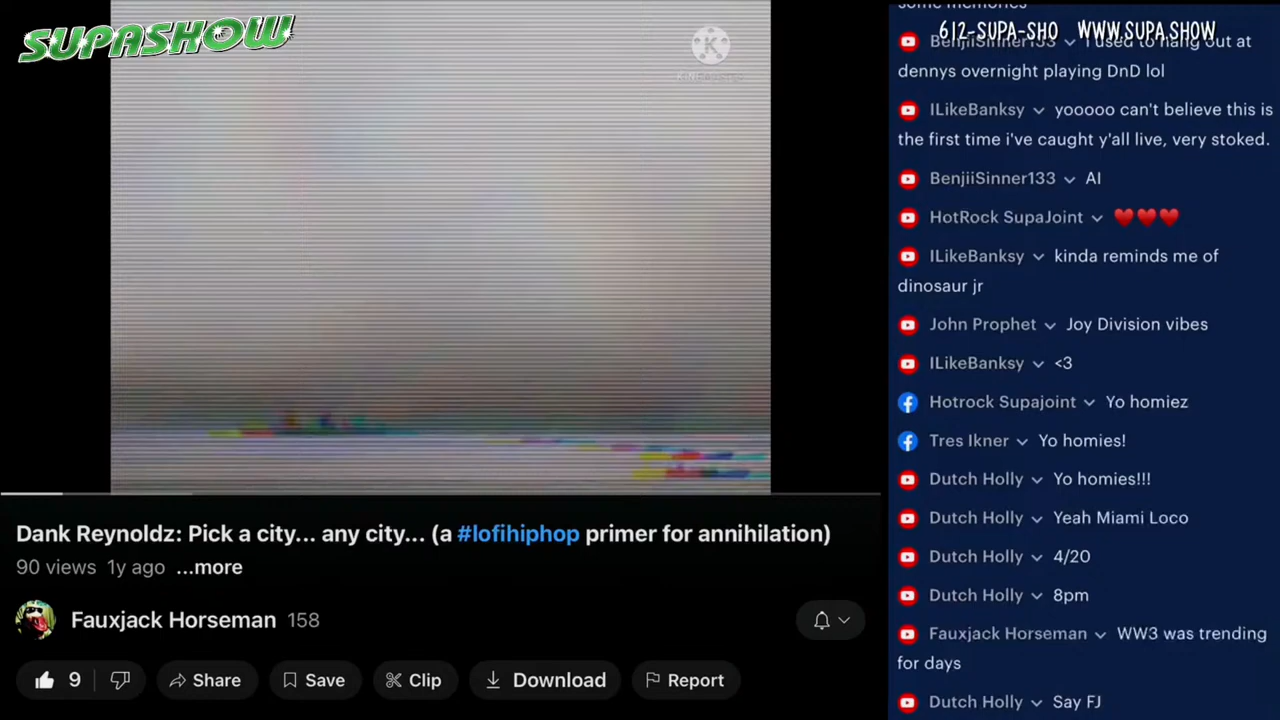 SUPASHOW
KINEMASTER
Dank Reynoldz: Pick a city... any city... (a #lofihiphop primer for annihilation)
90 views 1y ago ...more
Fauxjack Horseman 158
9 Share Save Clip Download Report
612-SUPA-SHO WWW.SUPA.SHOW
some memories
BenjiiSinner133 I used to hang out at
dennys overnight playing DnD lol
ILikeBanksy yooooo can't believe this is
the first time i've caught y'all live, very stoked.
BenjiiSinner133 AI
HotRock SupaJoint ❤️❤️❤️
ILikeBanksy kinda reminds me of
dinosaur jr
John Prophet Joy Division vibes
ILikeBanksy <3
Hotrock Supajoint Yo homiez
Tres Ikner Yo homies!
Dutch Holly Yo homies!!!
Dutch Holly Yeah Miami Loco
Dutch Holly 4/20
Dutch Holly 8pm
Fauxjack Horseman WW3 was trending
for days
Dutch Holly Say FJ